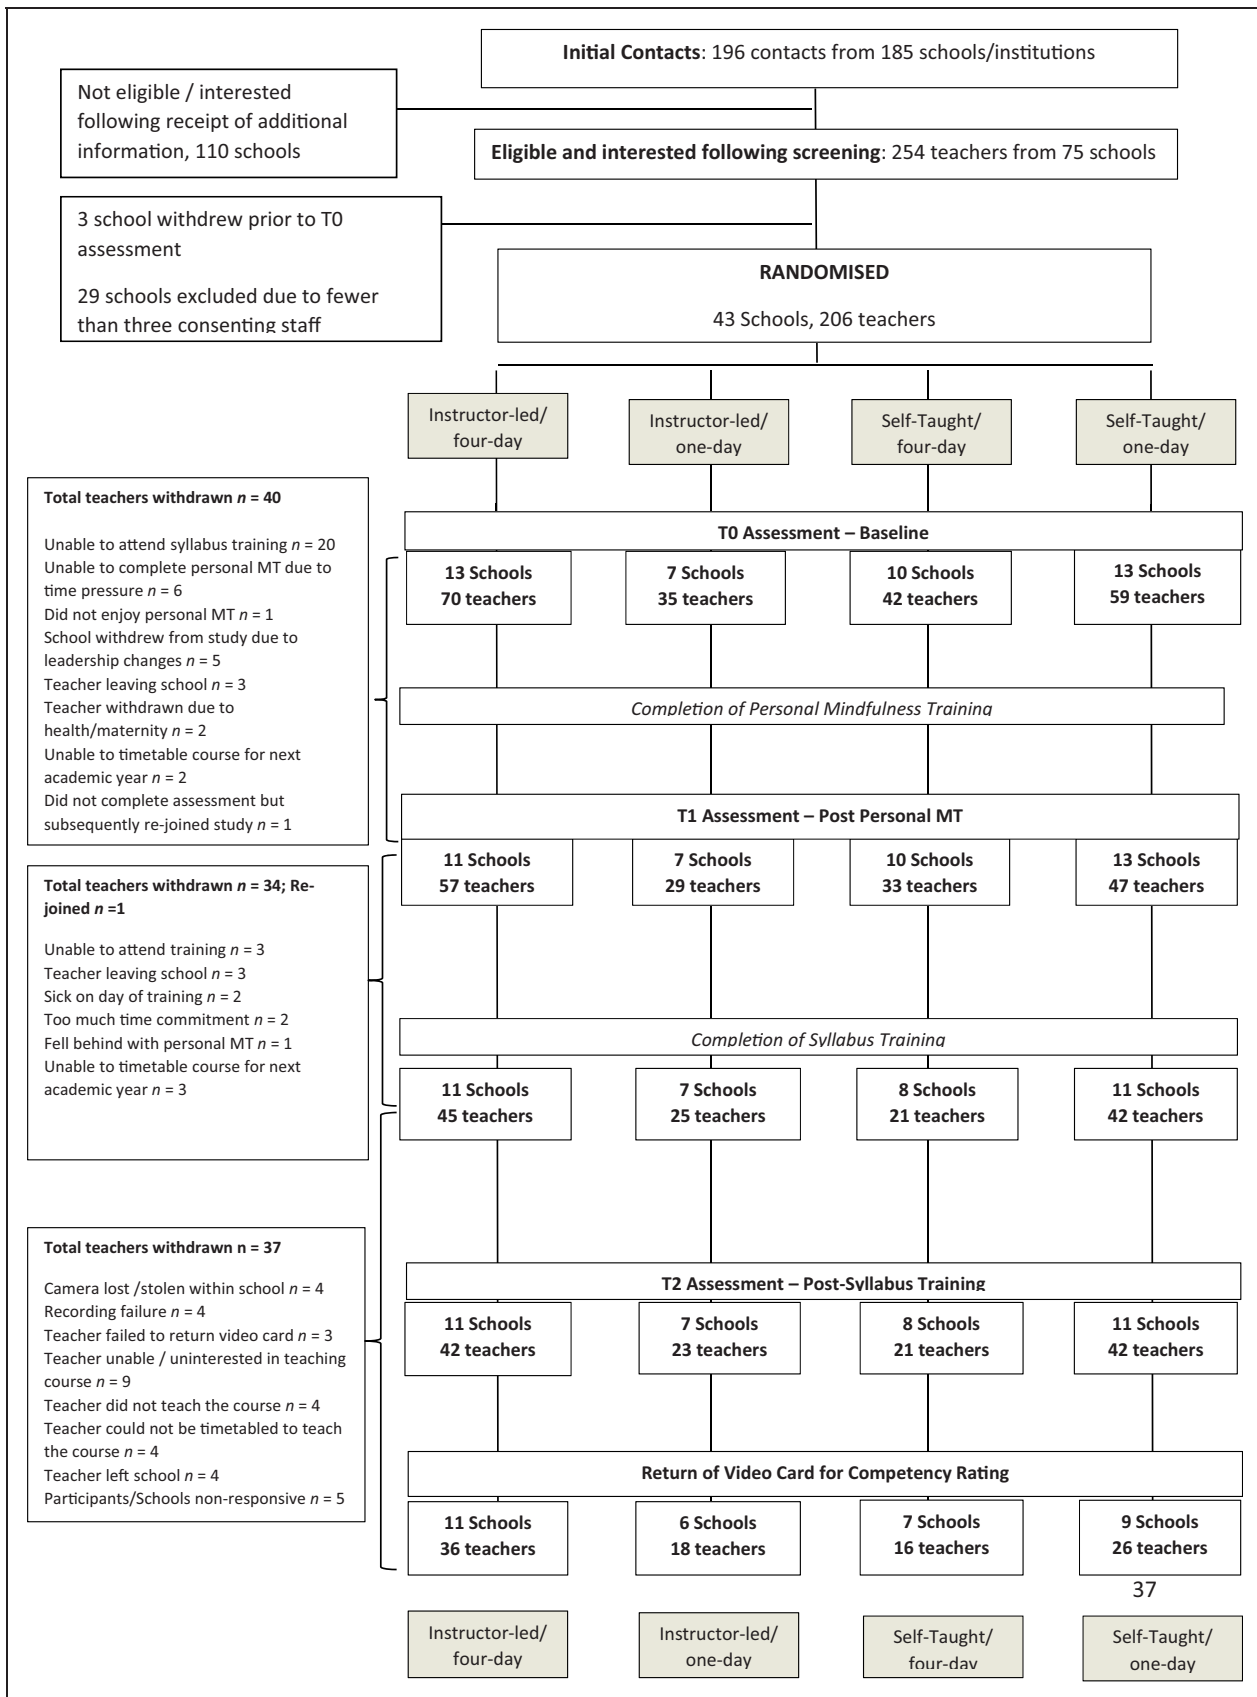 Initial Contacts: 196 contacts from 185 schools/institutions
Not eligible / interested
following receipt of additional
information, 110 schools
Eligible and interested following screening: 254 teachers from 75 schools
3 school withdrew prior to T0
assessment
29 schools excluded due to fewer
than three consenting staff
RANDOMISED
43 Schools, 206 teachers
Instructor-led/
four-day
Instructor-led/
one-day
Self-Taught/
four-day
Self-Taught/
one-day
Total teachers withdrawn n = 40
Unable to attend syllabus training n = 20
Unable to complete personal MT due to
time pressure n = 6
Did not enjoy personal MT n = 1
School withdrew from study due to
leadership changes n = 5
Teacher leaving school n = 3
Teacher withdrawn due to
health/maternity n = 2
Unable to timetable course for next
academic year n = 2
Did not complete assessment but
subsequently re-joined study n = 1
T0 Assessment – Baseline
13 Schools
70 teachers
7 Schools
35 teachers
10 Schools
42 teachers
13 Schools
59 teachers
Completion of Personal Mindfulness Training
T1 Assessment – Post Personal MT
11 Schools
57 teachers
7 Schools
29 teachers
10 Schools
33 teachers
13 Schools
47 teachers
Total teachers withdrawn n = 34; Re-
joined n =1
Unable to attend training n = 3
Teacher leaving school n = 3
Sick on day of training n = 2
Too much time commitment n = 2
Fell behind with personal MT n = 1
Unable to timetable course for next
academic year n = 3
Completion of Syllabus Training
11 Schools
45 teachers
7 Schools
25 teachers
8 Schools
21 teachers
11 Schools
42 teachers
Total teachers withdrawn n = 37
Camera lost /stolen within school n = 4
Recording failure n = 4
Teacher failed to return video card n = 3
Teacher unable / uninterested in teaching
course n = 9
Teacher did not teach the course n = 4
Teacher could not be timetabled to teach
the course n = 4
Teacher left school n = 4
Participants/Schools non-responsive n = 5
T2 Assessment – Post-Syllabus Training
11 Schools
42 teachers
7 Schools
23 teachers
8 Schools
21 teachers
11 Schools
42 teachers
Return of Video Card for Competency Rating
11 Schools
36 teachers
6 Schools
18 teachers
7 Schools
16 teachers
9 Schools
26 teachers
37
Instructor-led/
four-day
Instructor-led/
one-day
Self-Taught/
four-day
Self-Taught/
one-day